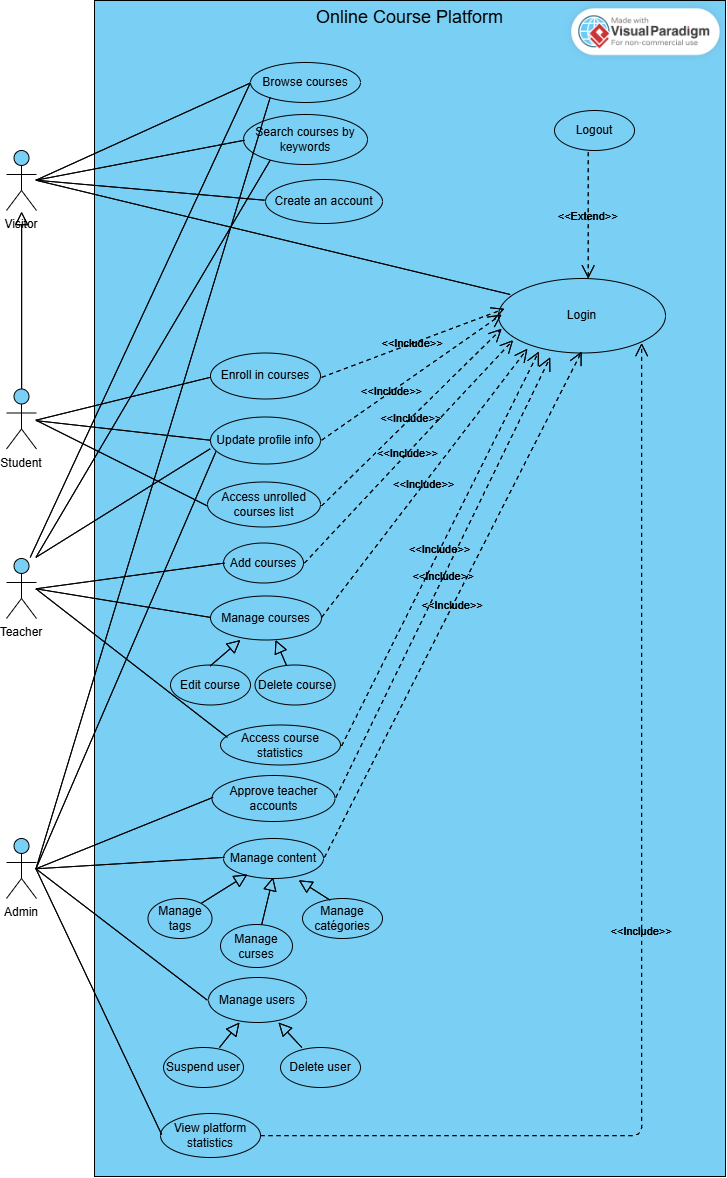 Online Course Platform
Made with
VisualParadigm
For non-commercial use
Browse courses
Search courses by
keywords
Logout
Create an account
Visitor
<<Extend>>
Login
<<Include>>
Enroll in courses
<<Include>>
Student
<<Include>>
Update profile info
<<Include>>
<<Include>>
Access unrolled
courses list
<<Include>>
Add courses
<<Include>>
<<Include>>
Teacher
Manage courses
Edit course
Delete course
Access course
statistics
Approve teacher
accounts
Manage content
Admin
Manage
tags
Manage
catégories
Manage
curses
<<Include>>
Manage users
Suspend user
Delete user
View platform
statistics